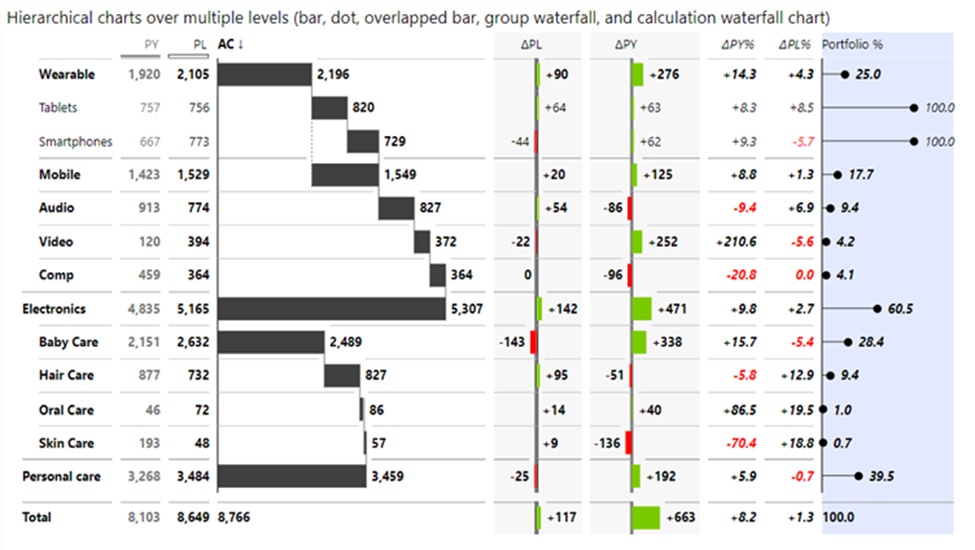 Hierarchical charts over multiple levels (bar, dot, overlapped bar, group waterfall, and calculation waterfall chart)
PY PL AC ↓ ΔPL ΔPY ΔPY% ΔPL% Portfolio %
Wearable 1,920 2,105 2,196 +90 +276 +14.3 +4.3 25.0
Tablets 757 756 820 +64 +63 +8.3 +8.5 100.0
Smartphones 667 773 729 -44 +62 +9.3 -5.7 100.0
Mobile 1,423 1,529 1,549 +20 +125 +8.8 +1.3 17.7
Audio 913 774 827 +54 -86 -9.4 +6.9 9.4
Video 120 394 372 -22 +252 +210.6 -5.6 4.2
Comp 459 364 364 0 -96 -20.8 0.0 4.1
Electronics 4,835 5,165 5,307 +142 +471 +9.8 +2.7 60.5
Baby Care 2,151 2,632 2,489 -143 +338 +15.7 -5.4 28.4
Hair Care 877 732 827 +95 -51 -5.8 +12.9 9.4
Oral Care 46 72 86 +14 +40 +86.5 +19.5 1.0
Skin Care 193 48 57 +9 -136 -70.4 +18.8 0.7
Personal care 3,268 3,484 3,459 -25 +192 +5.9 -0.7 39.5
Total 8,103 8,649 8,766 +117 +663 +8.2 +1.3 100.0